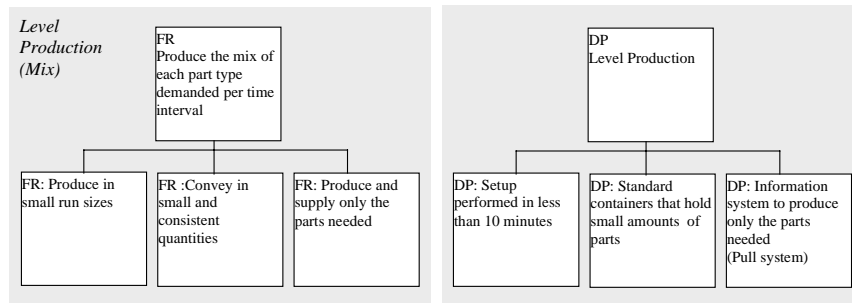 Level
Production
(Mix)
FR
Produce the mix of
each part type
demanded per time
interval
FR: Produce in
small run sizes
FR :Convey in
small and
consistent
quantities
FR: Produce and
supply only the
parts needed
DP
Level Production
DP: Setup
performed in less
than 10 minutes
DP: Standard
containers that hold
small amounts of
parts
DP: Information
system to produce
only the parts
needed
(Pull system)